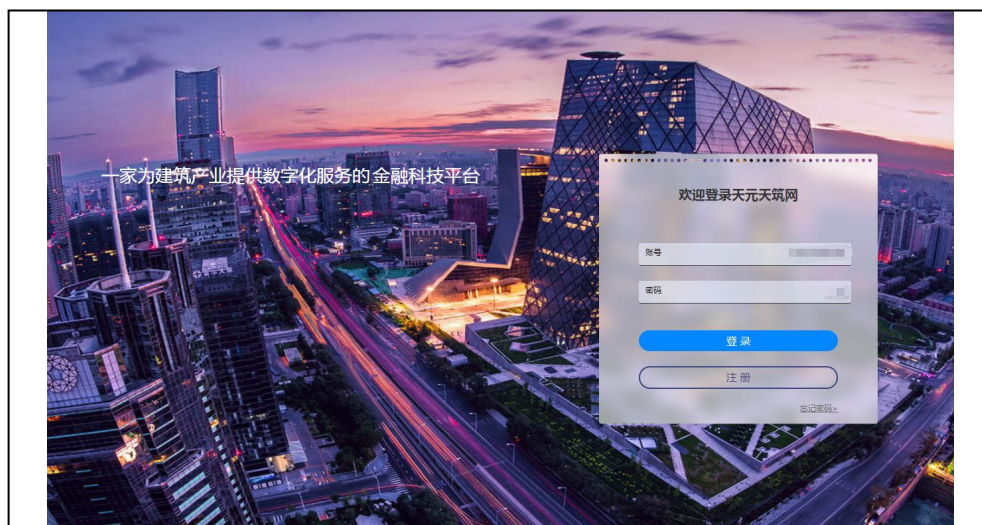 一家为建筑产业提供数字化服务的金融科技平台
欢迎登录天元天筑网
账号
密码
登 录
注 册
忘记密码>